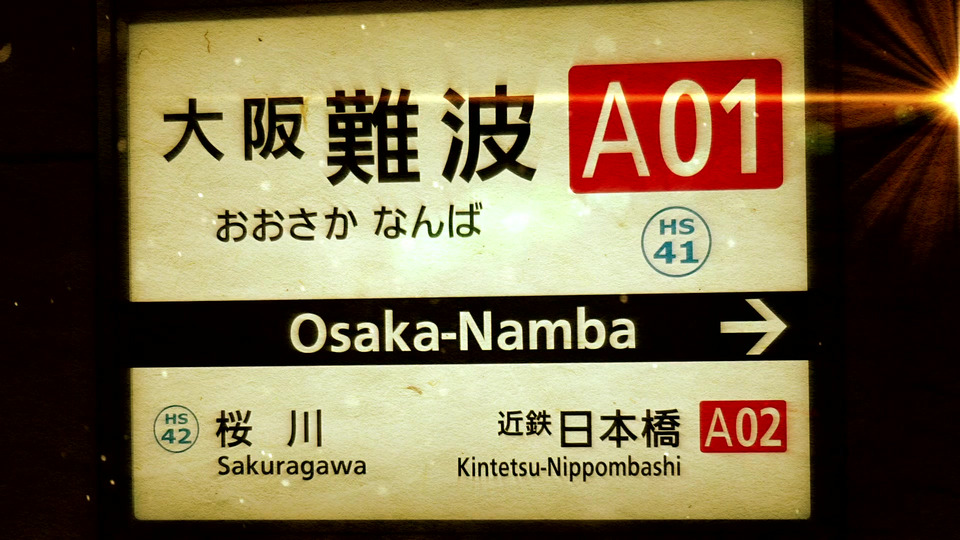 大阪難波 A01
おおさか なんば
HS
41
Osaka-Namba →
HS
42
桜川
Sakuragawa
近鉄日本橋 A02
Kintetsu-Nippombashi